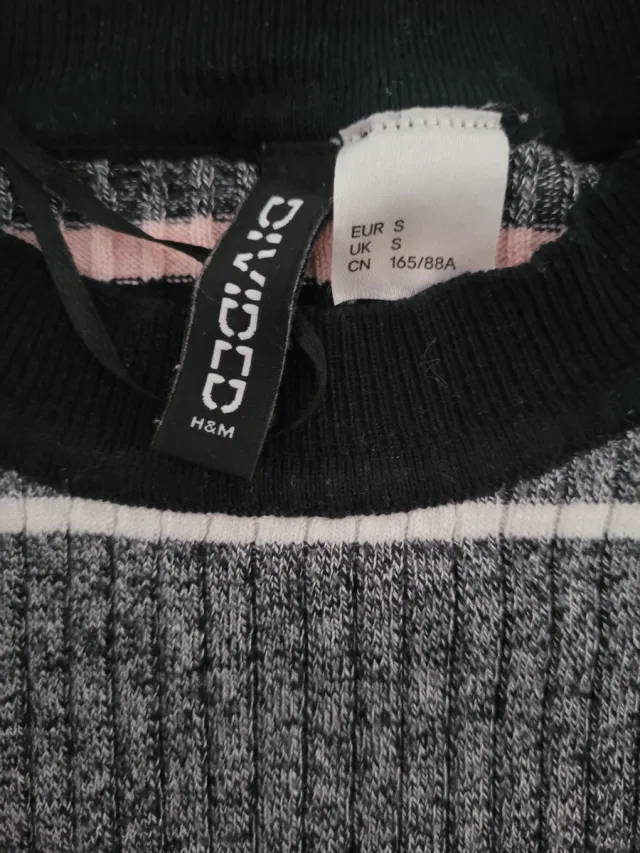 DIVIDED
H&M
EUR S
UK S
CN 165/88A